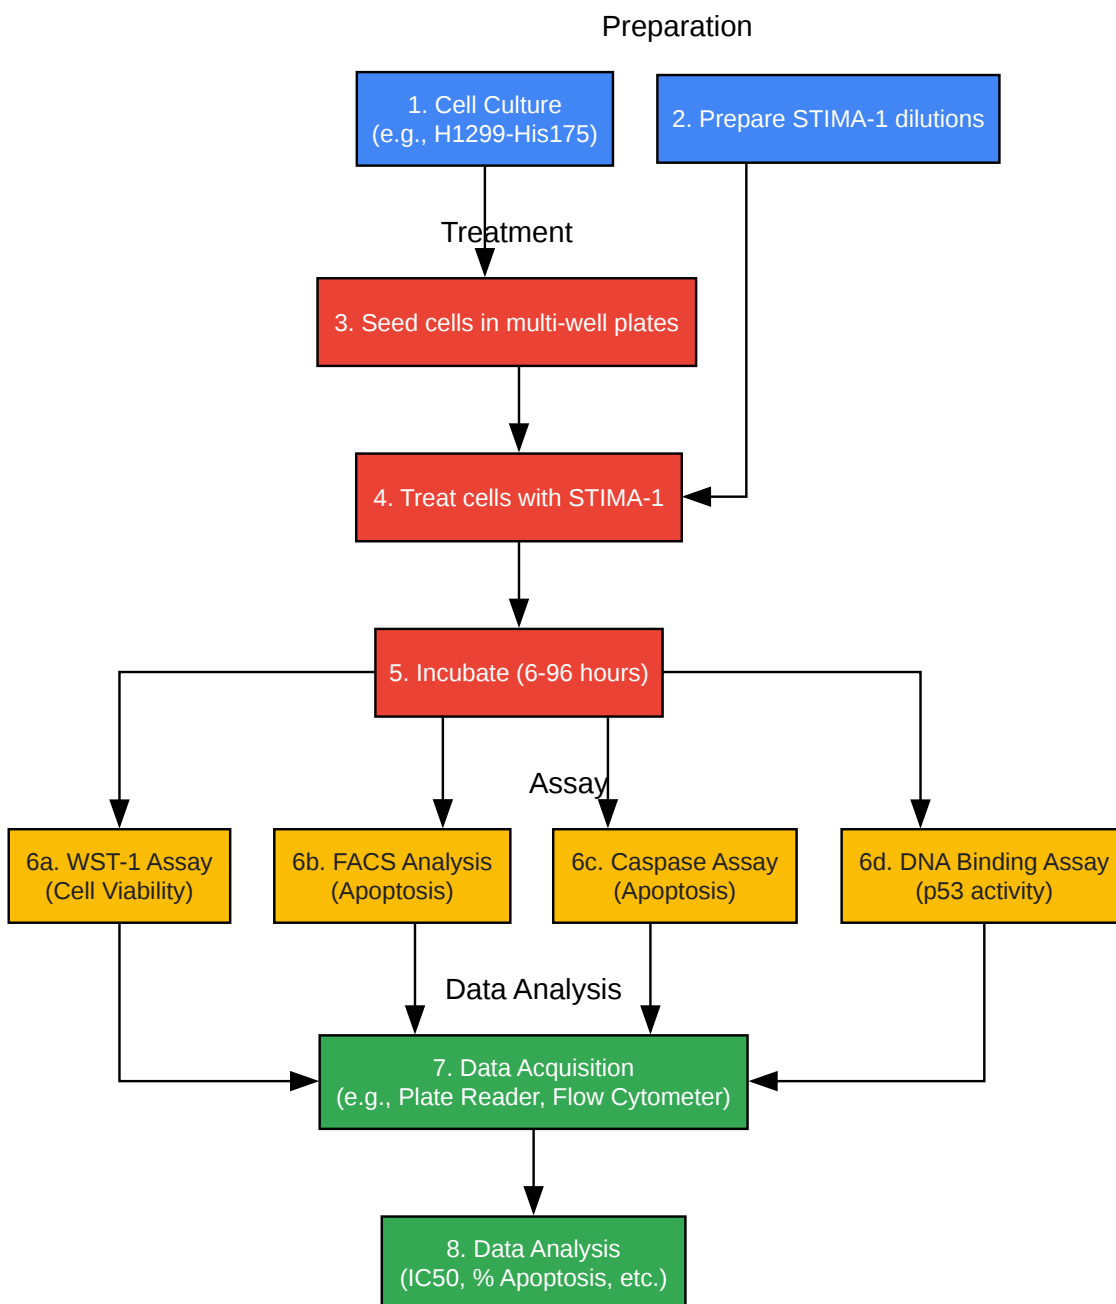 Preparation
1. Cell Culture
(e.g., H1299-His175)
2. Prepare STIMA-1 dilutions
Treatment
3. Seed cells in multi-well plates
4. Treat cells with STIMA-1
5. Incubate (6-96 hours)
Assay
6a. WST-1 Assay
(Cell Viability)
6b. FACS Analysis
(Apoptosis)
6c. Caspase Assay
(Apoptosis)
6d. DNA Binding Assay
(p53 activity)
Data Analysis
7. Data Acquisition
(e.g., Plate Reader, Flow Cytometer)
8. Data Analysis
(IC50, % Apoptosis, etc.)